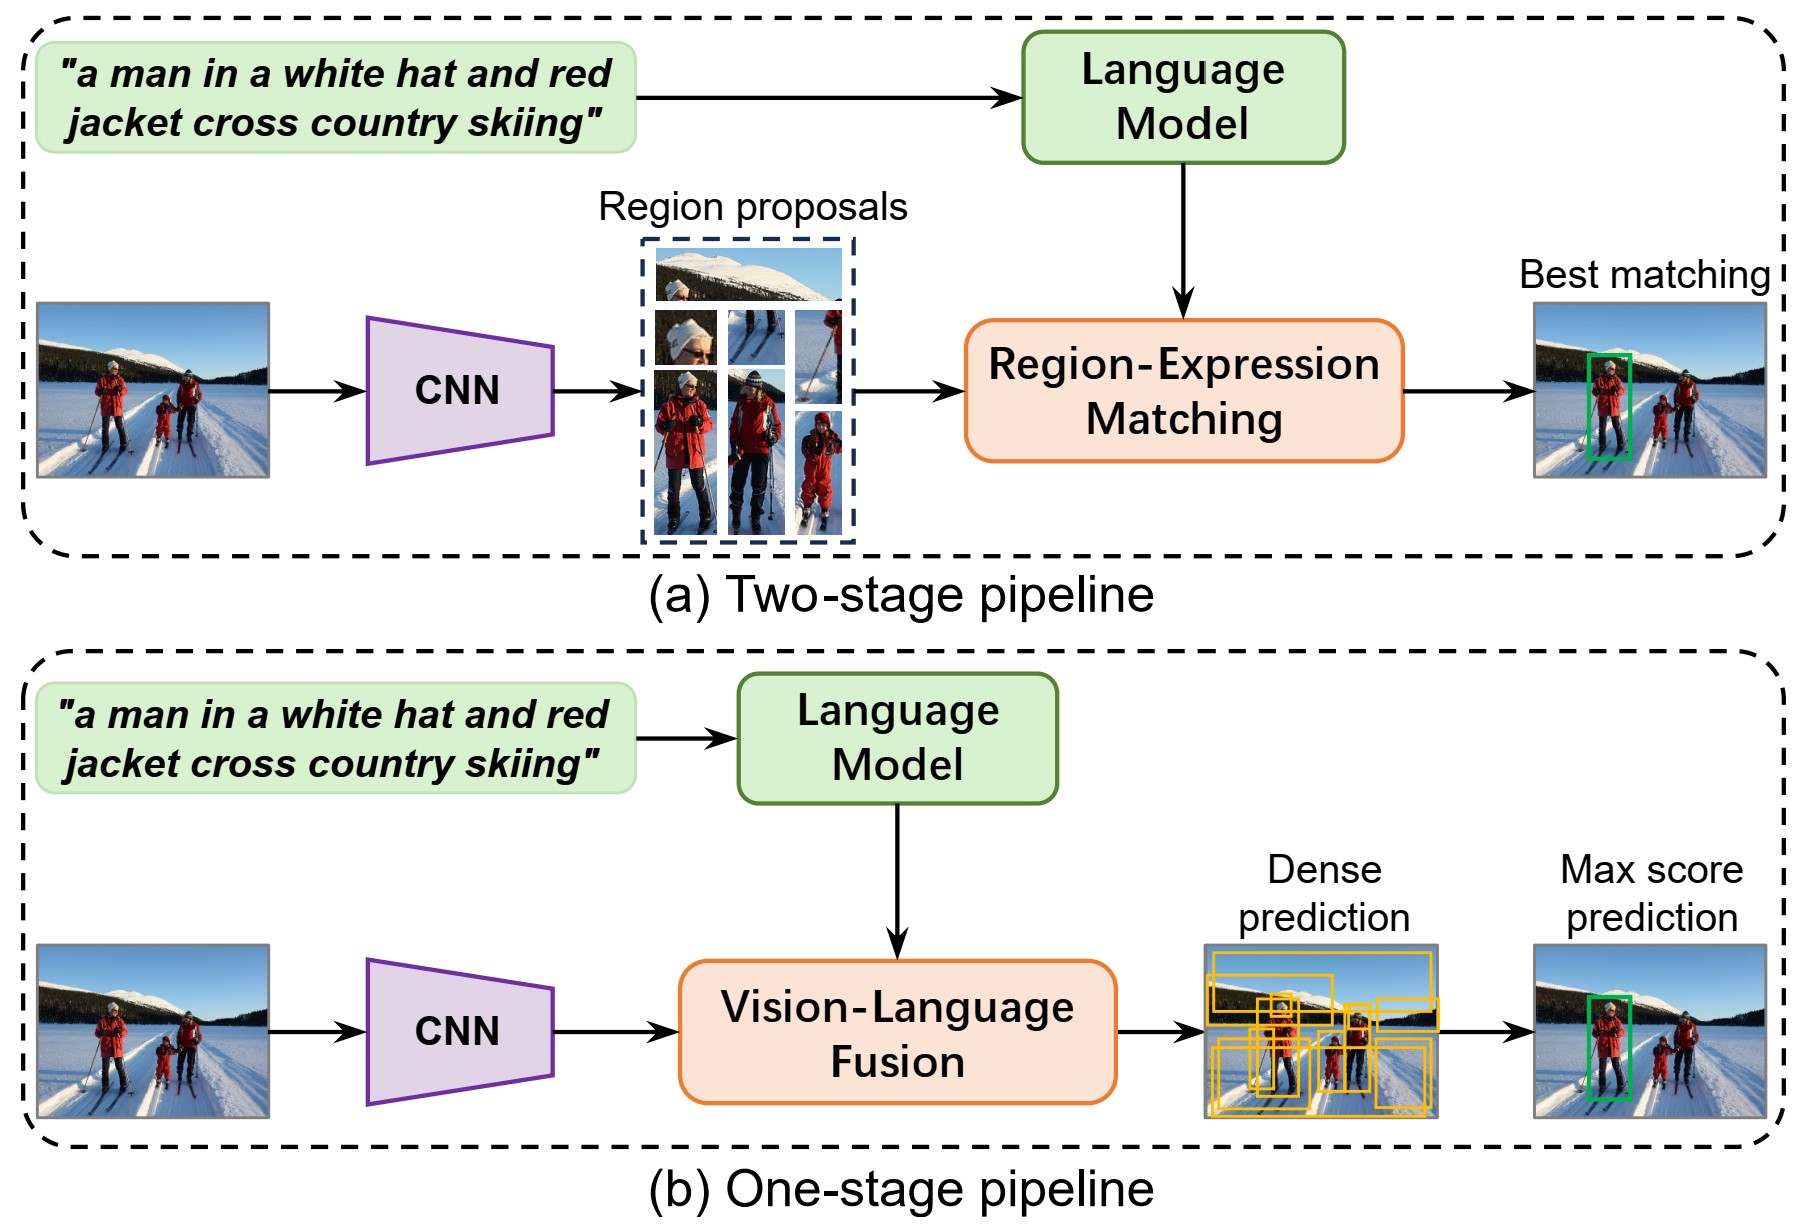 "a man in a white hat and red
jacket cross country skiing"
Language
Model
Region proposals
Best matching
CNN
Region-Expression
Matching
(a) Two-stage pipeline
"a man in a white hat and red
jacket cross country skiing"
Language
Model
Dense
prediction
Max score
prediction
CNN
Vision-Language
Fusion
(b) One-stage pipeline